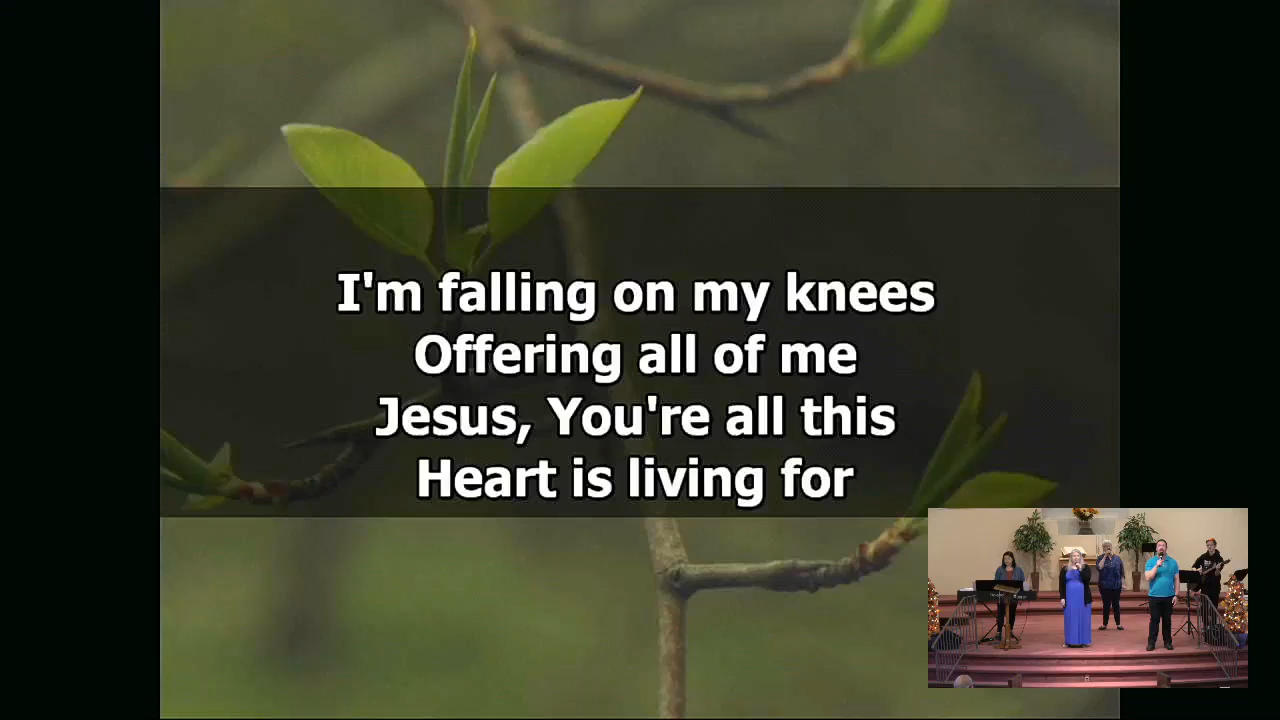 I'm falling on my knees
Offering all of me
Jesus, You're all this
Heart is living for